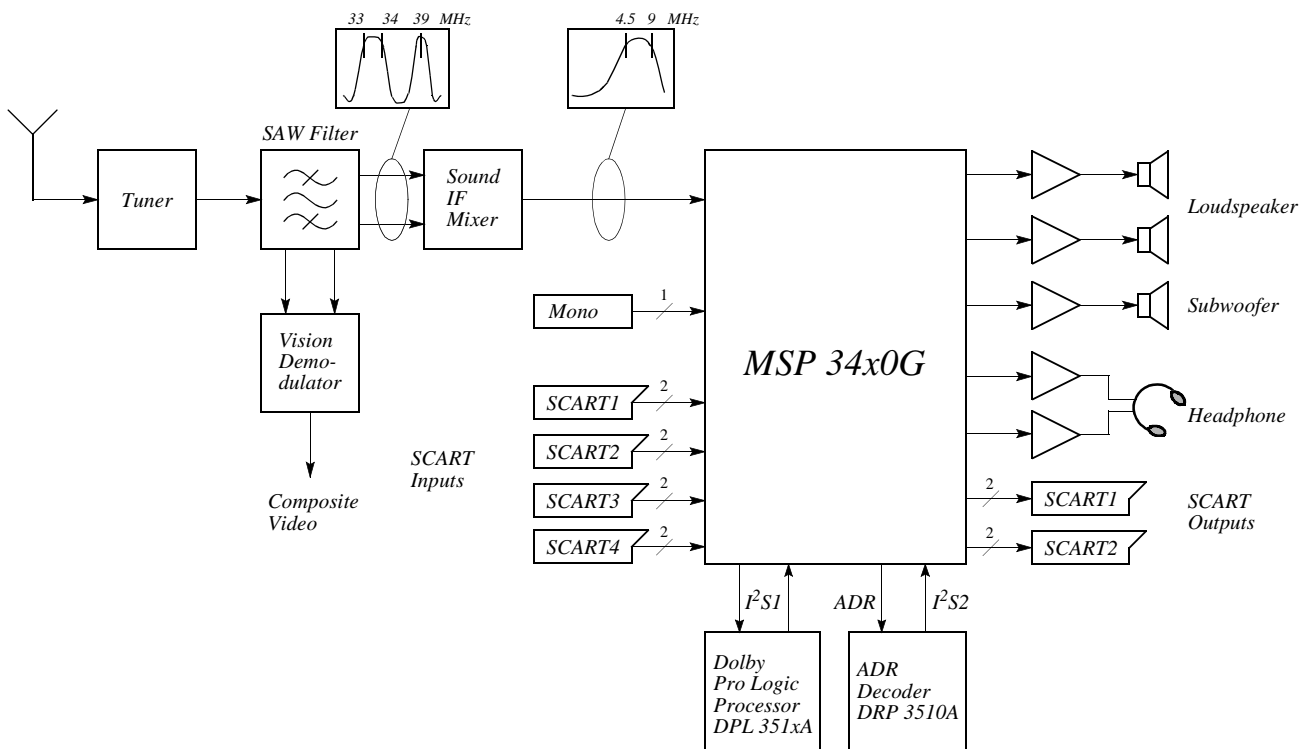 33 34 39 MHz
4.5 9 MHz
SAW Filter
Tuner
Sound
IF
Mixer
Loudspeaker
Mono
1
Subwoofer
Vision
Demo-
dulator
MSP 34x0G
SCART1
2
SCART2
2
SCART3
2
SCART4
2
SCART
Inputs
Composite
Video
Headphone
2
SCART1
2
SCART2
SCART
Outputs
I²S1
ADR
I²S2
Dolby
Pro Logic
Processor
DPL 351xA
ADR
Decoder
DRP 3510A